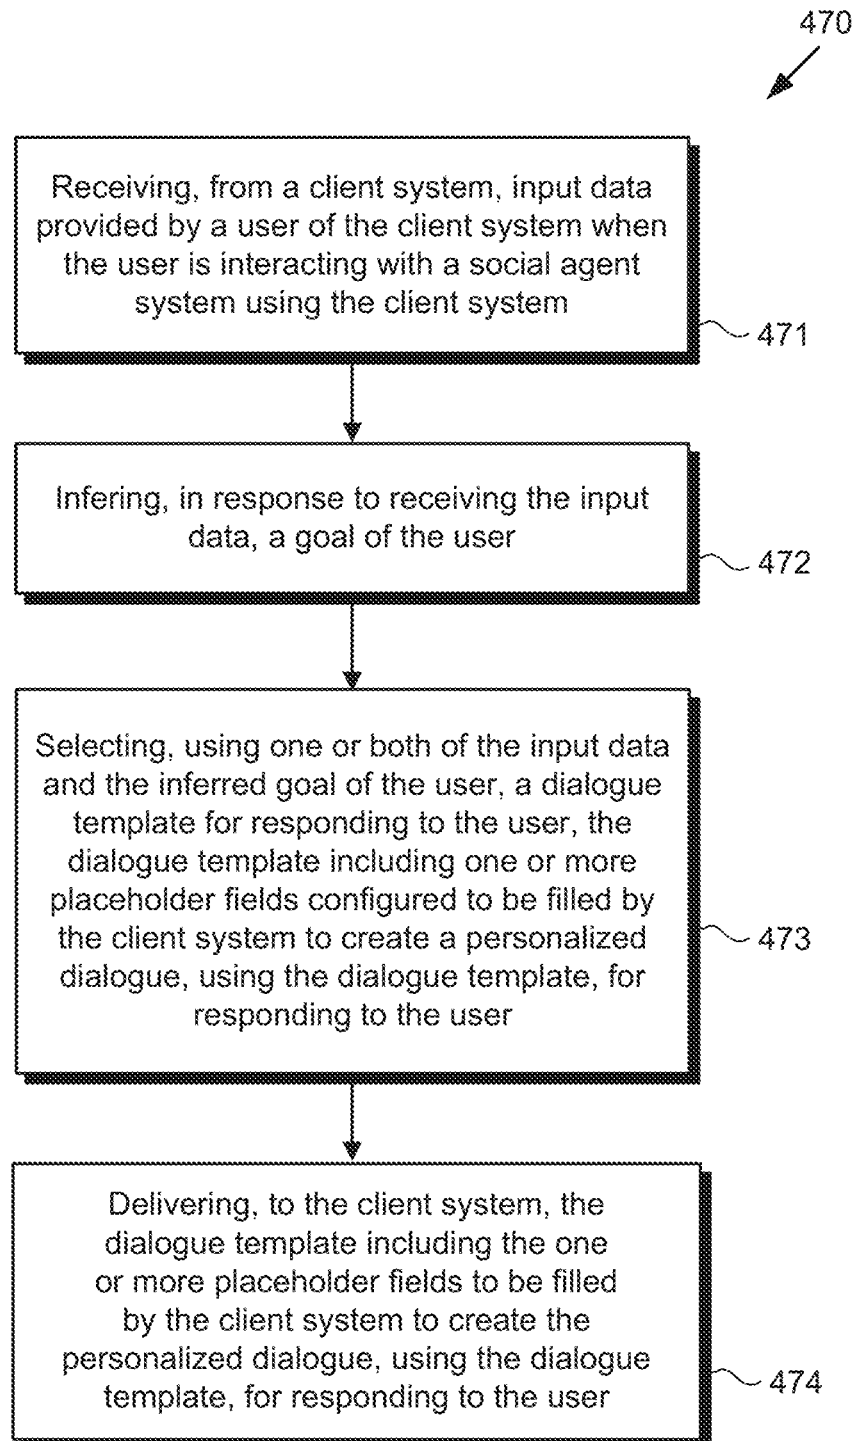 470
Receiving, from a client system, input data
provided by a user of the client system when
the user is interacting with a social agent
system using the client system
471
Infering, in response to receiving the input
data, a goal of the user
472
Selecting, using one or both of the input data
and the inferred goal of the user, a dialogue
template for responding to the user, the
dialogue template including one or more
placeholder fields configured to be filled by
the client system to create a personalized
dialogue, using the dialogue template, for
responding to the user
473
Delivering, to the client system, the
dialogue template including the one
or more placeholder fields to be filled
by the client system to create the
personalized dialogue, using the dialogue
template, for responding to the user
474